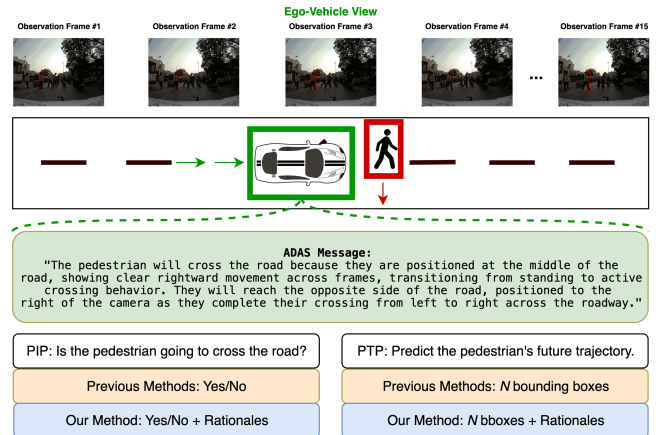 Ego-Vehicle View
Observation Frame #1
Observation Frame #2
Observation Frame #3
Observation Frame #4
Observation Frame #15
...
ADAS Message:
"The pedestrian will cross the road because they are positioned at the middle of the
road, showing clear rightward movement across frames, transitioning from standing to active
crossing behavior. They will reach the opposite side of the road, positioned to the
right of the camera as they complete their crossing from left to right across the roadway."
PIP: Is the pedestrian going to cross the road?
Previous Methods: Yes/No
Our Method: Yes/No + Rationales
PTP: Predict the pedestrian's future trajectory.
Previous Methods: N bounding boxes
Our Method: N bboxes + Rationales